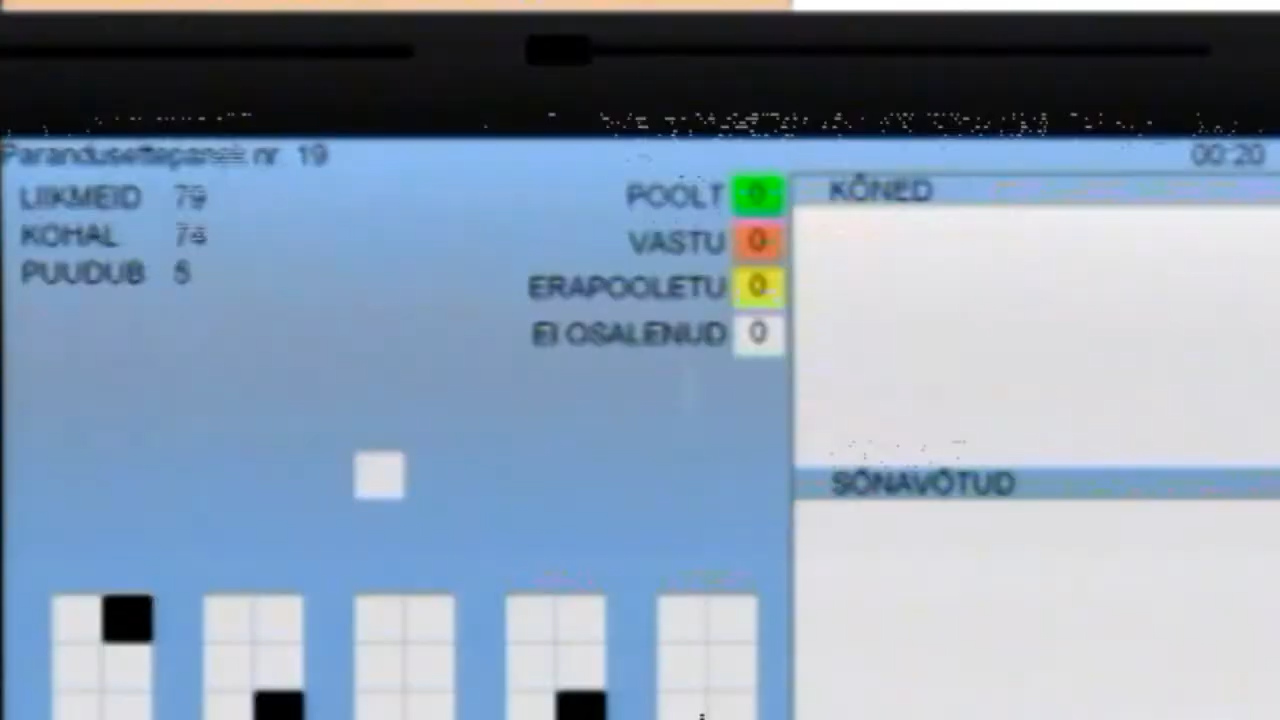 Parandusettepanek nr. 19
00:20
LIIKMEID 79
KOHAL 74
PUUDUB 5
POOLT 0
VASTU 0
ERAPOOLETU 0
EI OSALENUD 0
KÕNED
SÕNAVÕTUD